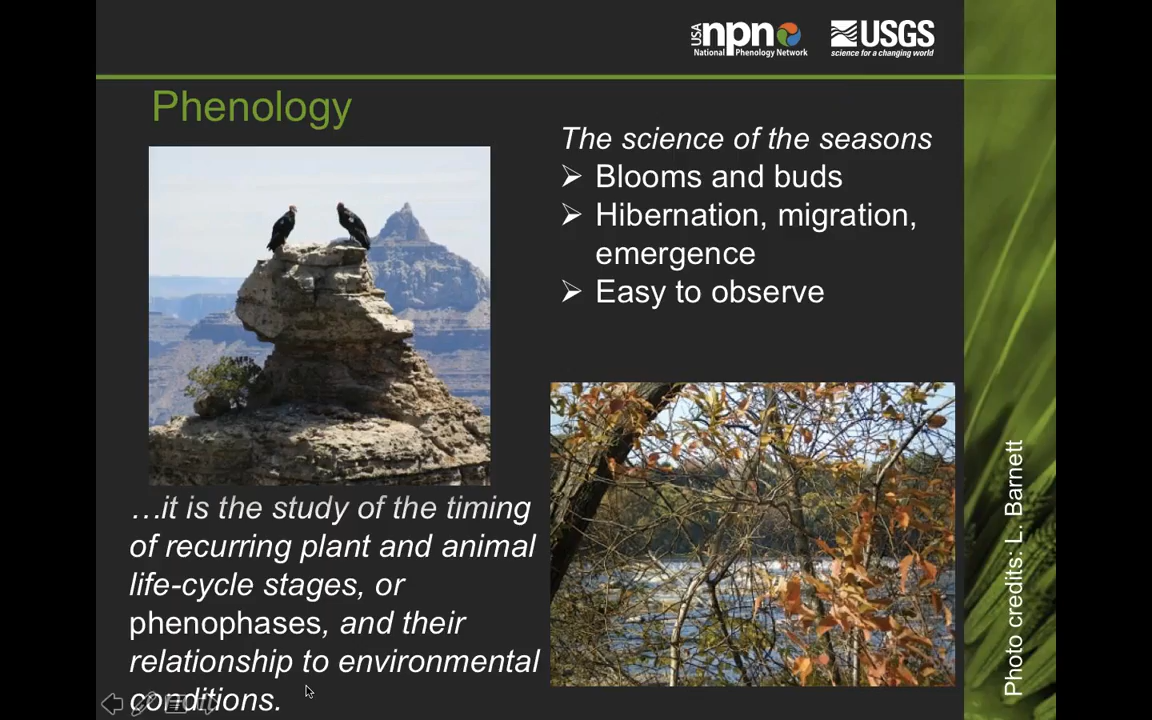 USA npn
National Phenology Network
USGS
science for a changing world
Phenology
The science of the seasons
➢ Blooms and buds
➢ Hibernation, migration,
emergence
➢ Easy to observe
…it is the study of the timing
of recurring plant and animal
life-cycle stages, or
phenophases, and their
relationship to environmental
conditions.
Photo credits: L. Barnett